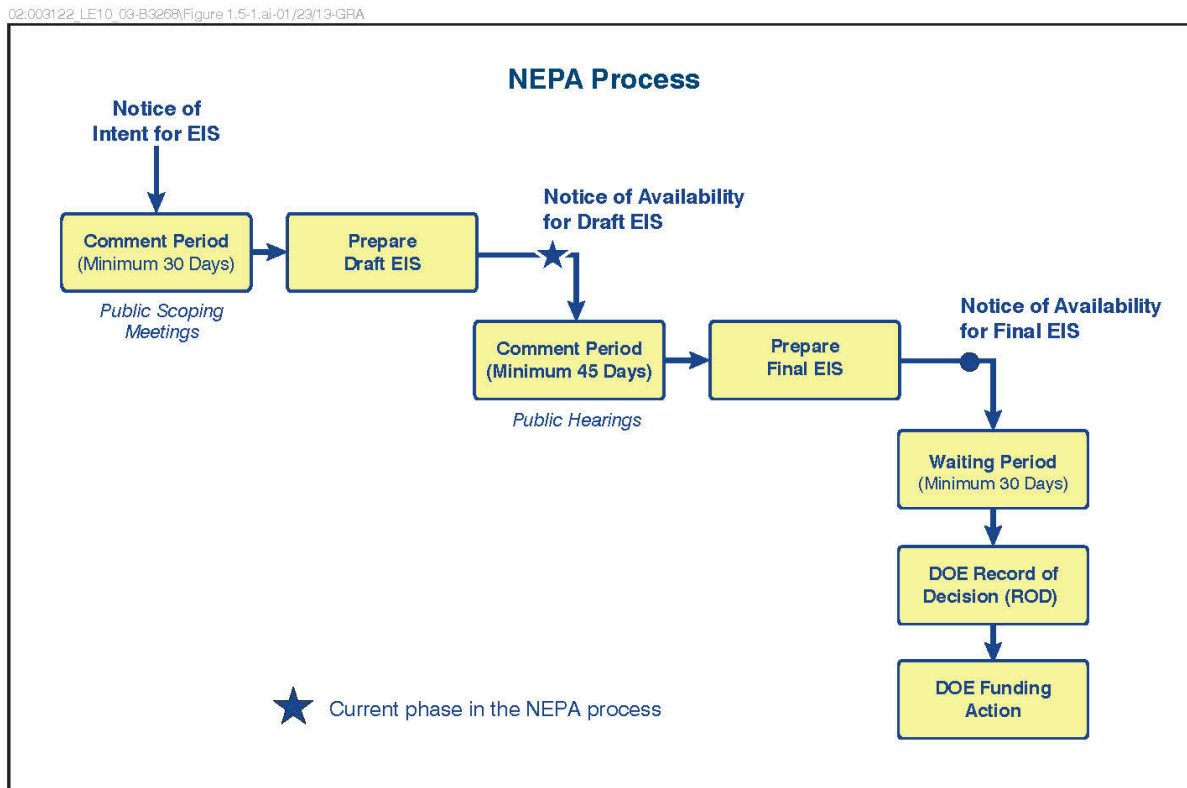 02:003122_LE10_03-B3268\Figure 1.5-1.ai-01/23/13-GRA
NEPA Process
Notice of
Intent for EIS
Comment Period
(Minimum 30 Days)
Public Scoping
Meetings
Prepare
Draft EIS
Notice of Availability
for Draft EIS
Comment Period
(Minimum 45 Days)
Public Hearings
Prepare
Final EIS
Notice of Availability
for Final EIS
Waiting Period
(Minimum 30 Days)
DOE Record of
Decision (ROD)
DOE Funding
Action
Current phase in the NEPA process